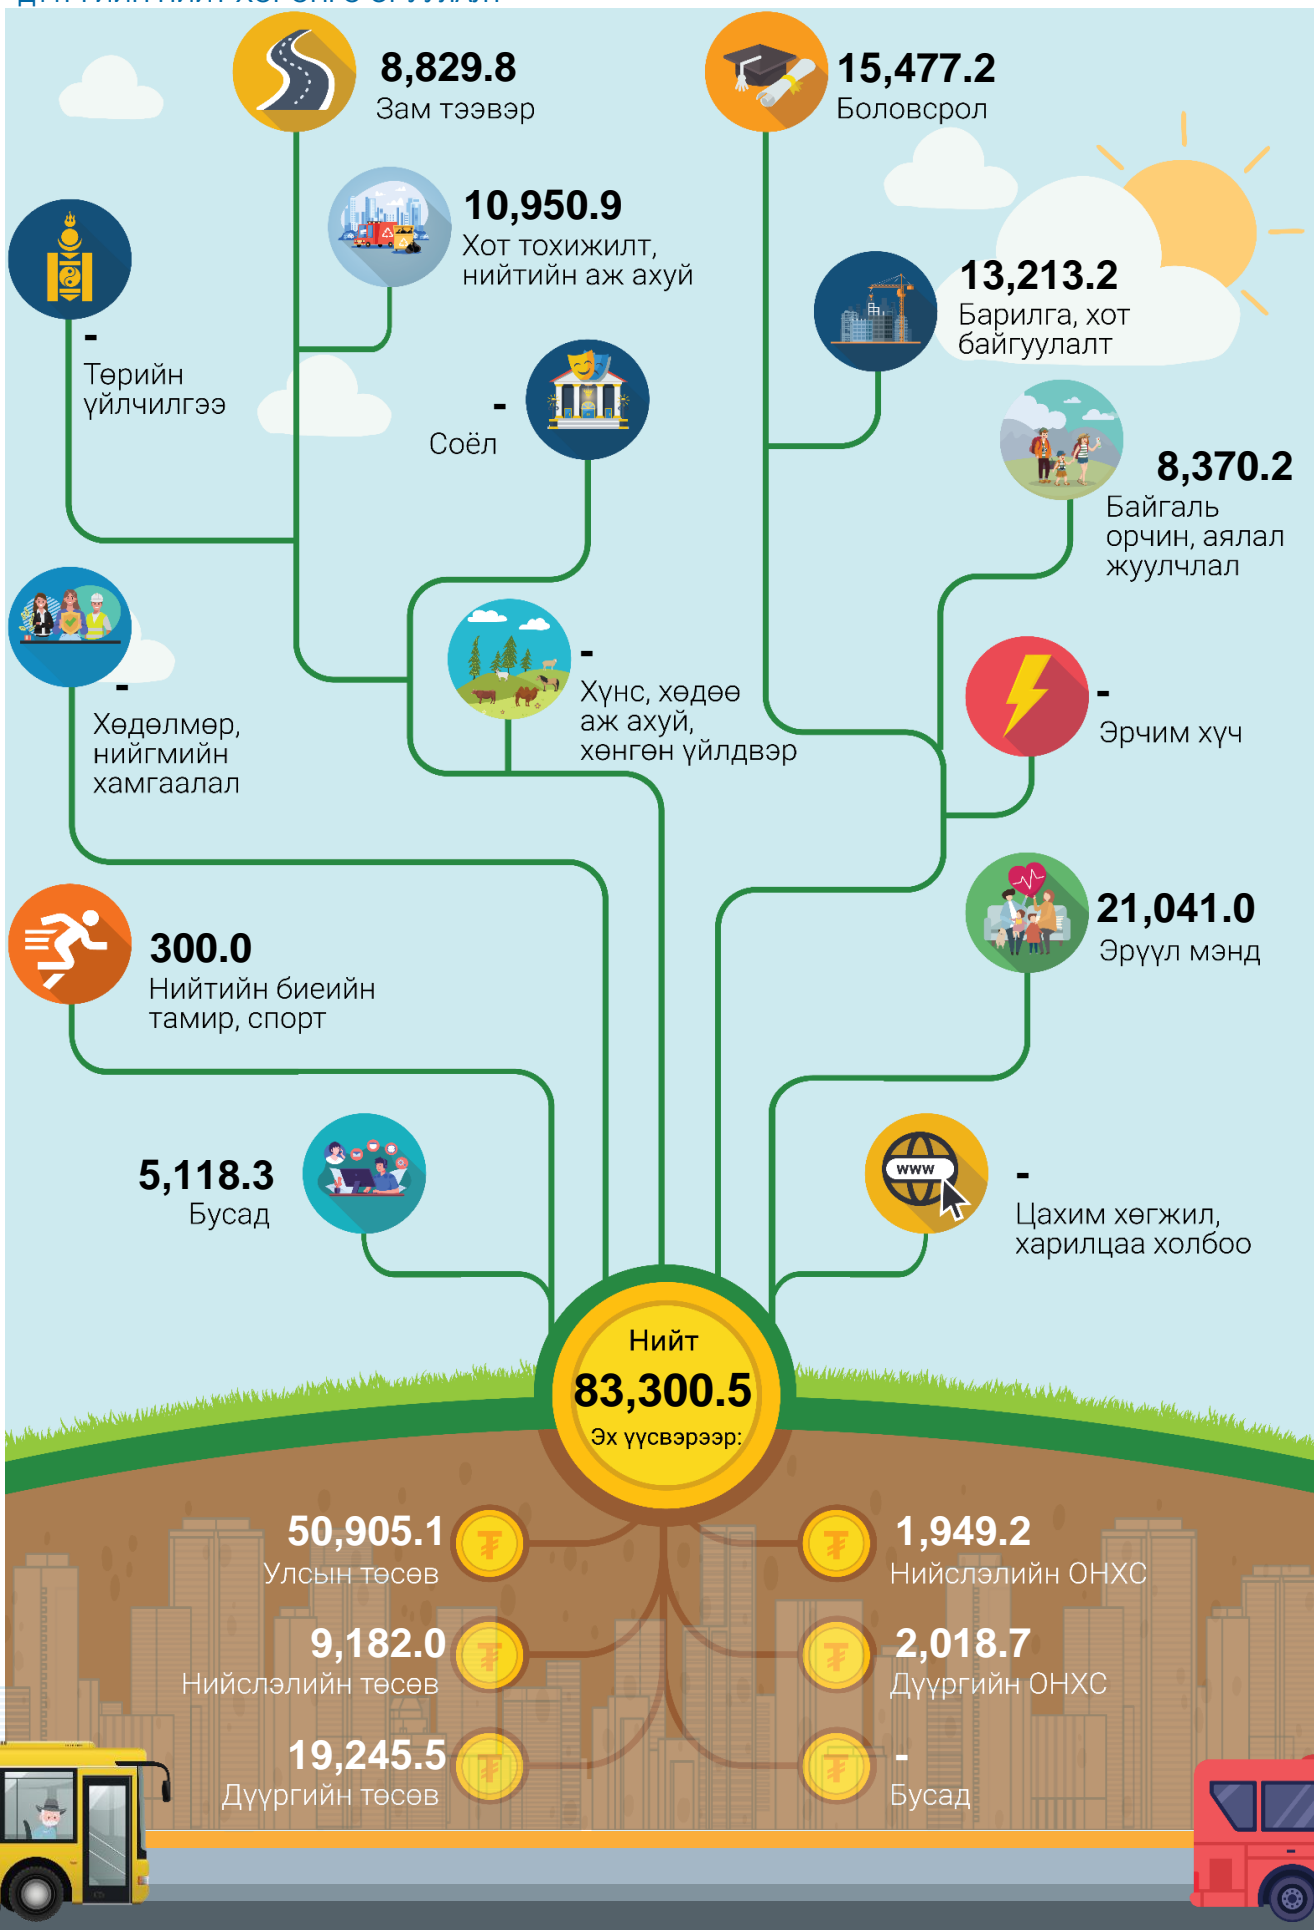 8,829.8
Зам тээвэр
15,477.2
Боловсрол
10,950.9
Хот тохижилт,
нийтийн аж ахуй
-
Төрийн
үйлчилгээ
13,213.2
Барилга, хот
байгуулалт
-
Соёл
8,370.2
Байгаль
орчин, аялал
жуулчлал
-
Хөдөлмөр,
нийгмийн
хамгаалал
-
Хүнс, хөдөө
аж ахуй,
хөнгөн үйлдвэр
-
Эрчим хүч
300.0
Нийтийн биеийн
тамир, спорт
21,041.0
Эрүүл мэнд
5,118.3
Бусад
www
-
Цахим хөгжил,
харилцаа холбоо
Нийт
83,300.5
Эх үүсвэрээр:
50,905.1
Улсын төсөв
1,949.2
Нийслэлийн ОНХС
9,182.0
Нийслэлийн төсөв
2,018.7
Дүүргийн ОНХС
19,245.5
Дүүргийн төсөв
-
Бусад